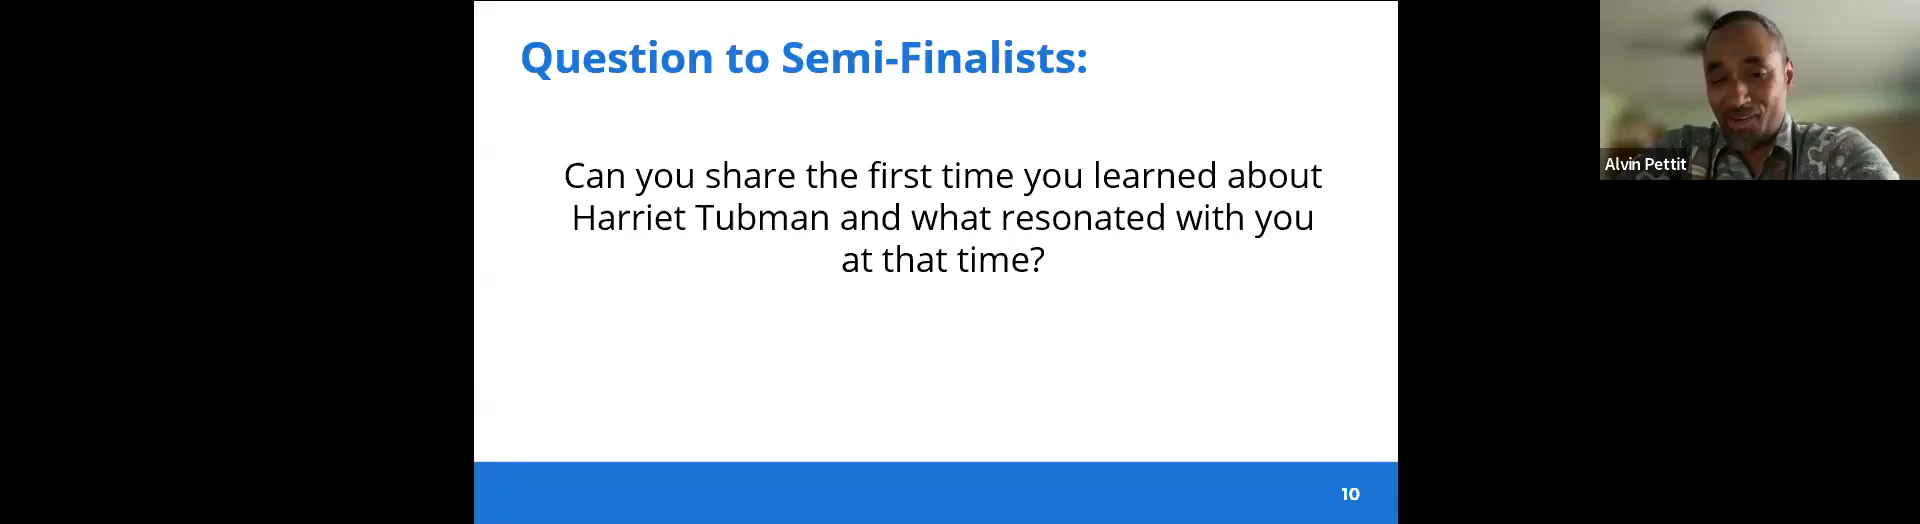 Question to Semi-Finalists:
Can you share the first time you learned about
Harriet Tubman and what resonated with you
at that time?
10
Alvin Pettit